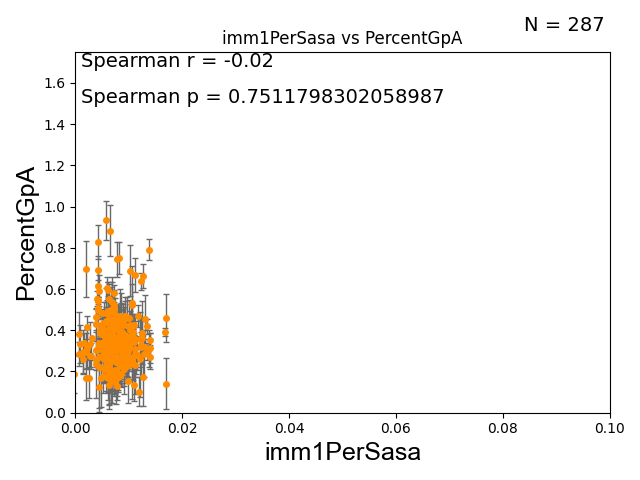 N = 287
imm1PerSasa vs PercentGpA
Spearman r = -0.02
Spearman p = 0.7511798302058987
PercentGpA
1.6
1.4
1.2
1.0
0.8
0.6
0.4
0.2
0.0
0.00 0.02 0.04 0.06 0.08 0.10
imm1PerSasa